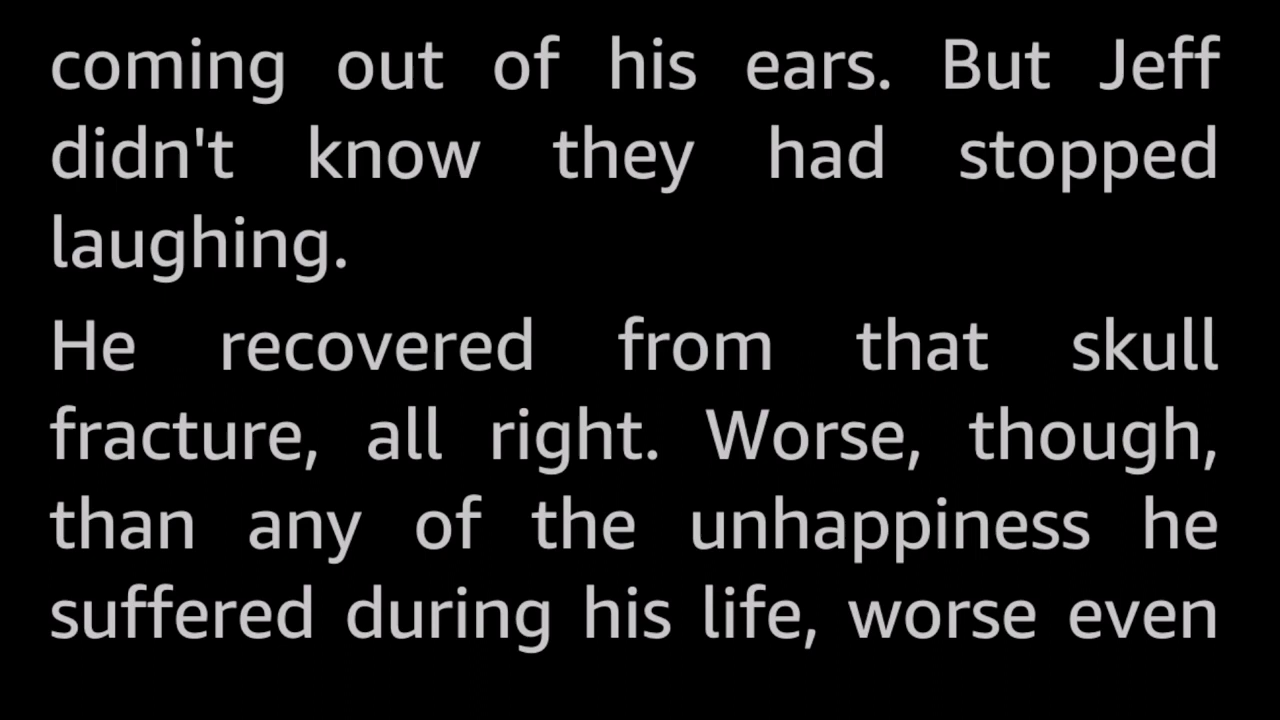 coming out of his ears. But Jeff
didn't know they had stopped
laughing.
He recovered from that skull
fracture, all right. Worse, though,
than any of the unhappiness he
suffered during his life, worse even